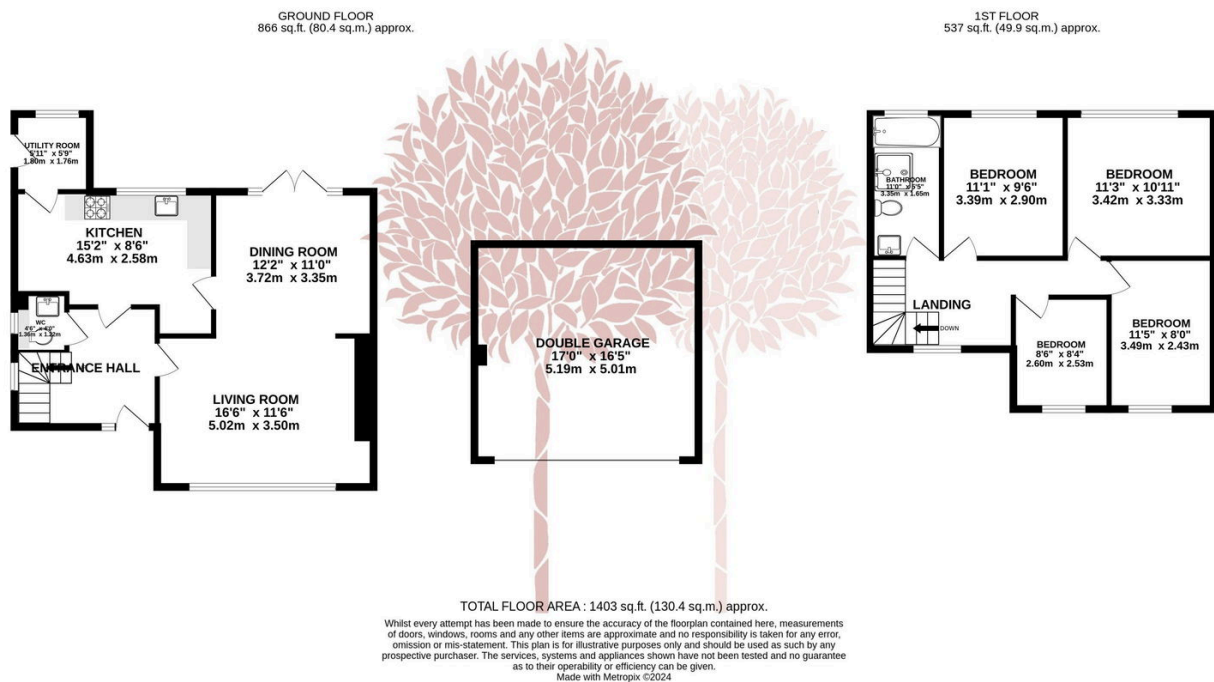 GROUND FLOOR
866 sq.ft. (80.4 sq.m.) approx.
1ST FLOOR
537 sq.ft. (49.9 sq.m.) approx.
UTILITY ROOM
5'11" x 5'9"
1.80m x 1.76m
KITCHEN
15'2" x 8'6"
4.63m x 2.58m
DINING ROOM
12'2" x 11'0"
3.72m x 3.35m
WC
4'6" x 4'0"
1.36m x 1.22m
ENTRANCE HALL
LIVING ROOM
16'6" x 11'6"
5.02m x 3.50m
DOUBLE GARAGE
17'0" x 16'5"
5.19m x 5.01m
BATHROOM
11'0" x 5'5"
3.35m x 1.65m
BEDROOM
11'1" x 9'6"
3.39m x 2.90m
BEDROOM
11'3" x 10'11"
3.42m x 3.33m
LANDING
DOWN
BEDROOM
8'6" x 8'4"
2.60m x 2.53m
BEDROOM
11'5" x 8'0"
3.49m x 2.43m
TOTAL FLOOR AREA : 1403 sq.ft. (130.4 sq.m.) approx.
Whilst every attempt has been made to ensure the accuracy of the floorplan contained here, measurements
of doors, windows, rooms and any other items are approximate and no responsibility is taken for any error,
omission or mis-statement. This plan is for illustrative purposes only and should be used as such by any
prospective purchaser. The services, systems and appliances shown have not been tested and no guarantee
as to their operability or efficiency can be given.
Made with Metropix ©2024